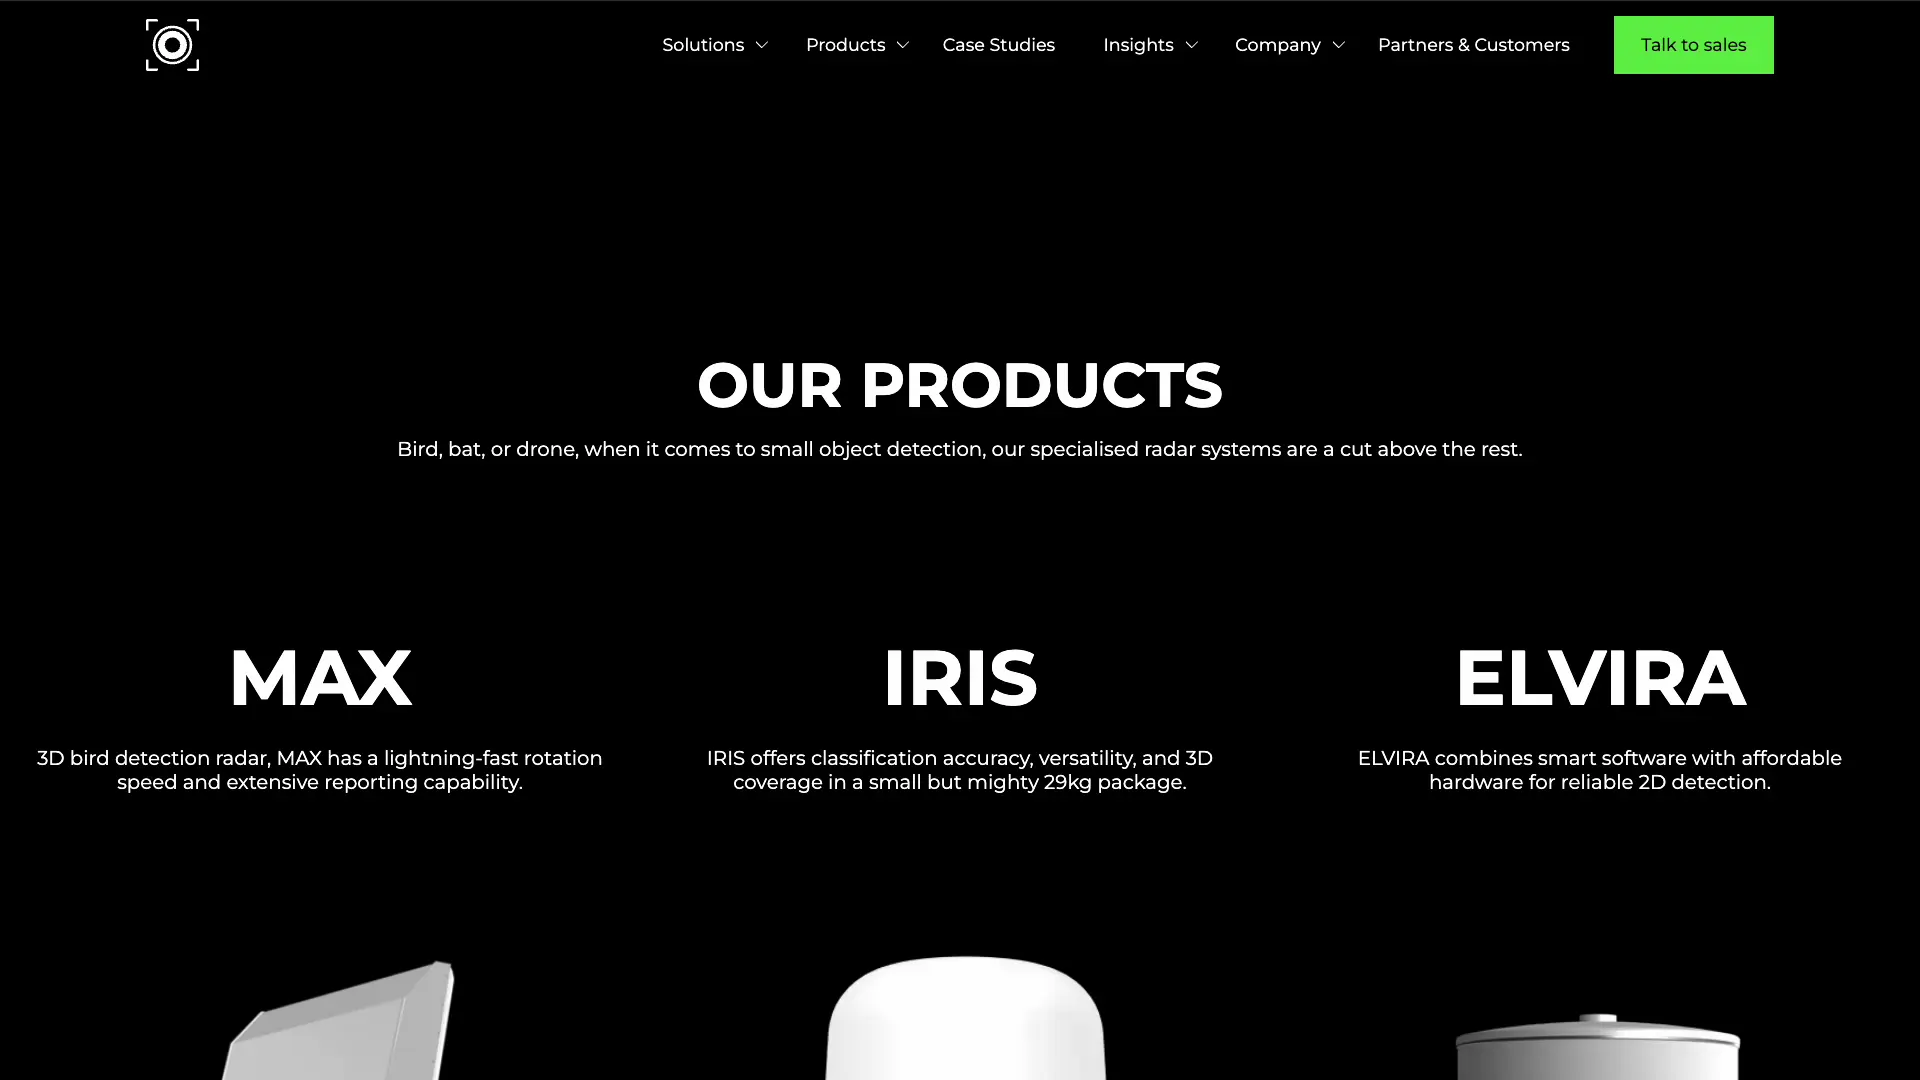 Solutions
Products
Case Studies
Insights
Company
Partners & Customers
Talk to sales
OUR PRODUCTS
Bird, bat, or drone, when it comes to small object detection, our specialised radar systems are a cut above the rest.
MAX
3D bird detection radar, MAX has a lightning-fast rotation
speed and extensive reporting capability.
IRIS
IRIS offers classification accuracy, versatility, and 3D
coverage in a small but mighty 29kg package.
ELVIRA
ELVIRA combines smart software with affordable
hardware for reliable 2D detection.